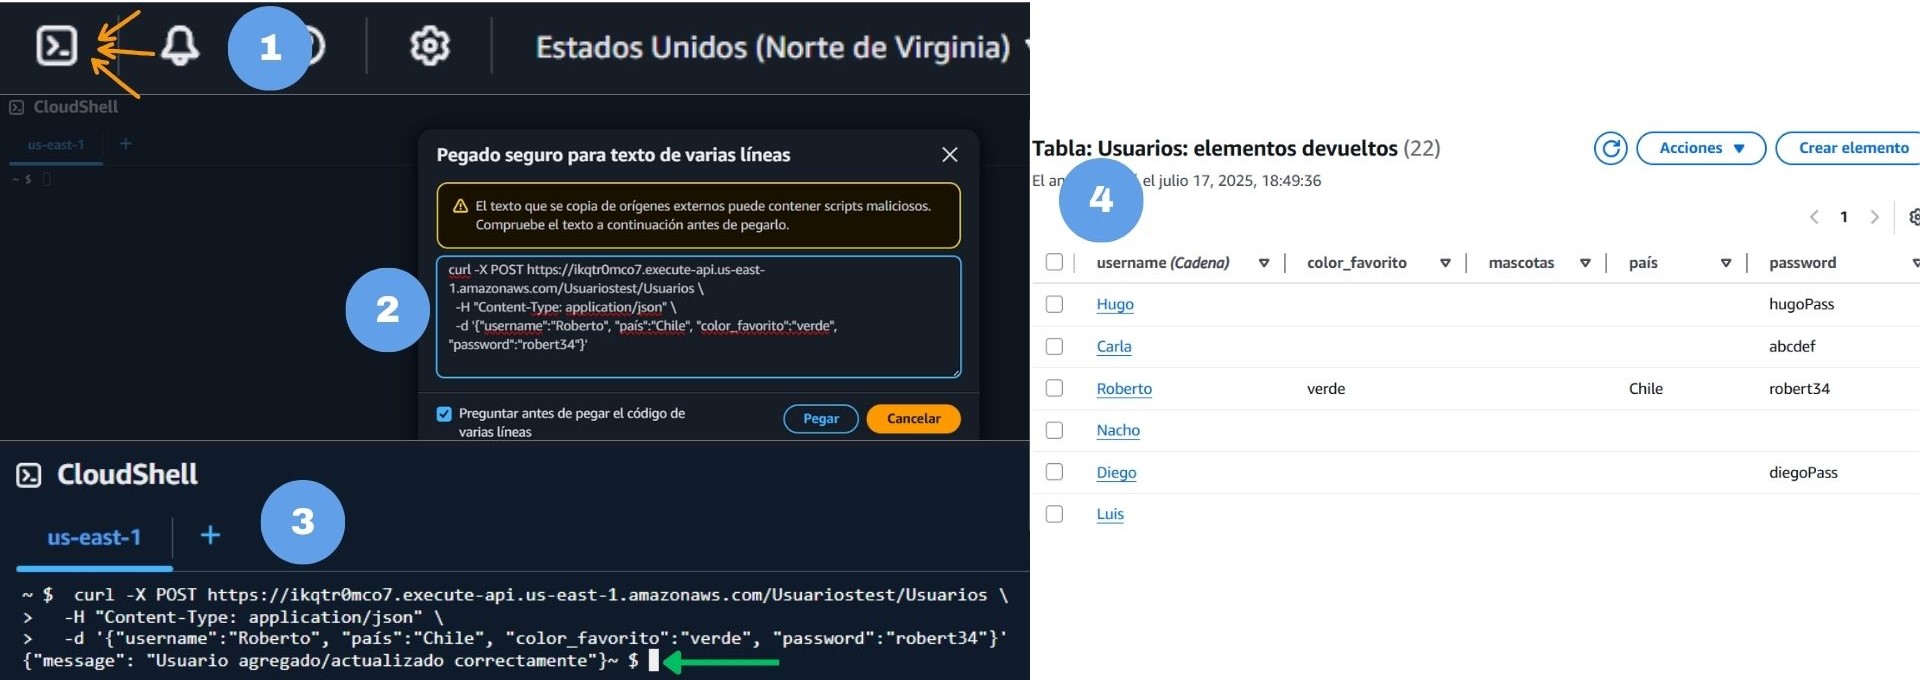 1
Estados Unidos (Norte de Virginia)
CloudShell
us-east-1 +
~ $
Pegado seguro para texto de varias líneas
El texto que se copia de orígenes externos puede contener scripts maliciosos.
Compruebe el texto a continuación antes de pegarlo.
2
curl -X POST https://ikqtr0mco7.execute-api.us-east-
1.amazonaws.com/Usuariostest/Usuarios \
-H "Content-Type: application/json" \
-d '{"username":"Roberto", "país":"Chile", "color_favorito":"verde",
"password":"robert34"}'
Preguntar antes de pegar el código de
varias líneas
Pegar
Cancelar
CloudShell
us-east-1 +
3
~ $ curl -X POST https://ikqtr0mco7.execute-api.us-east-1.amazonaws.com/Usuariostest/Usuarios \
> -H "Content-Type: application/json" \
> -d '{"username":"Roberto", "país":"Chile", "color_favorito":"verde", "password":"robert34"}'
{"message": "Usuario agregado/actualizado correctamente"}~ $
Tabla: Usuarios: elementos devueltos (22)
Acciones
Crear elemento
El el julio 17, 2025, 18:49:36
4
1
username (Cadena) color_favorito mascotas país password
Hugo hugoPass
Carla abcdef
Roberto verde Chile robert34
Nacho
Diego diegoPass
Luis